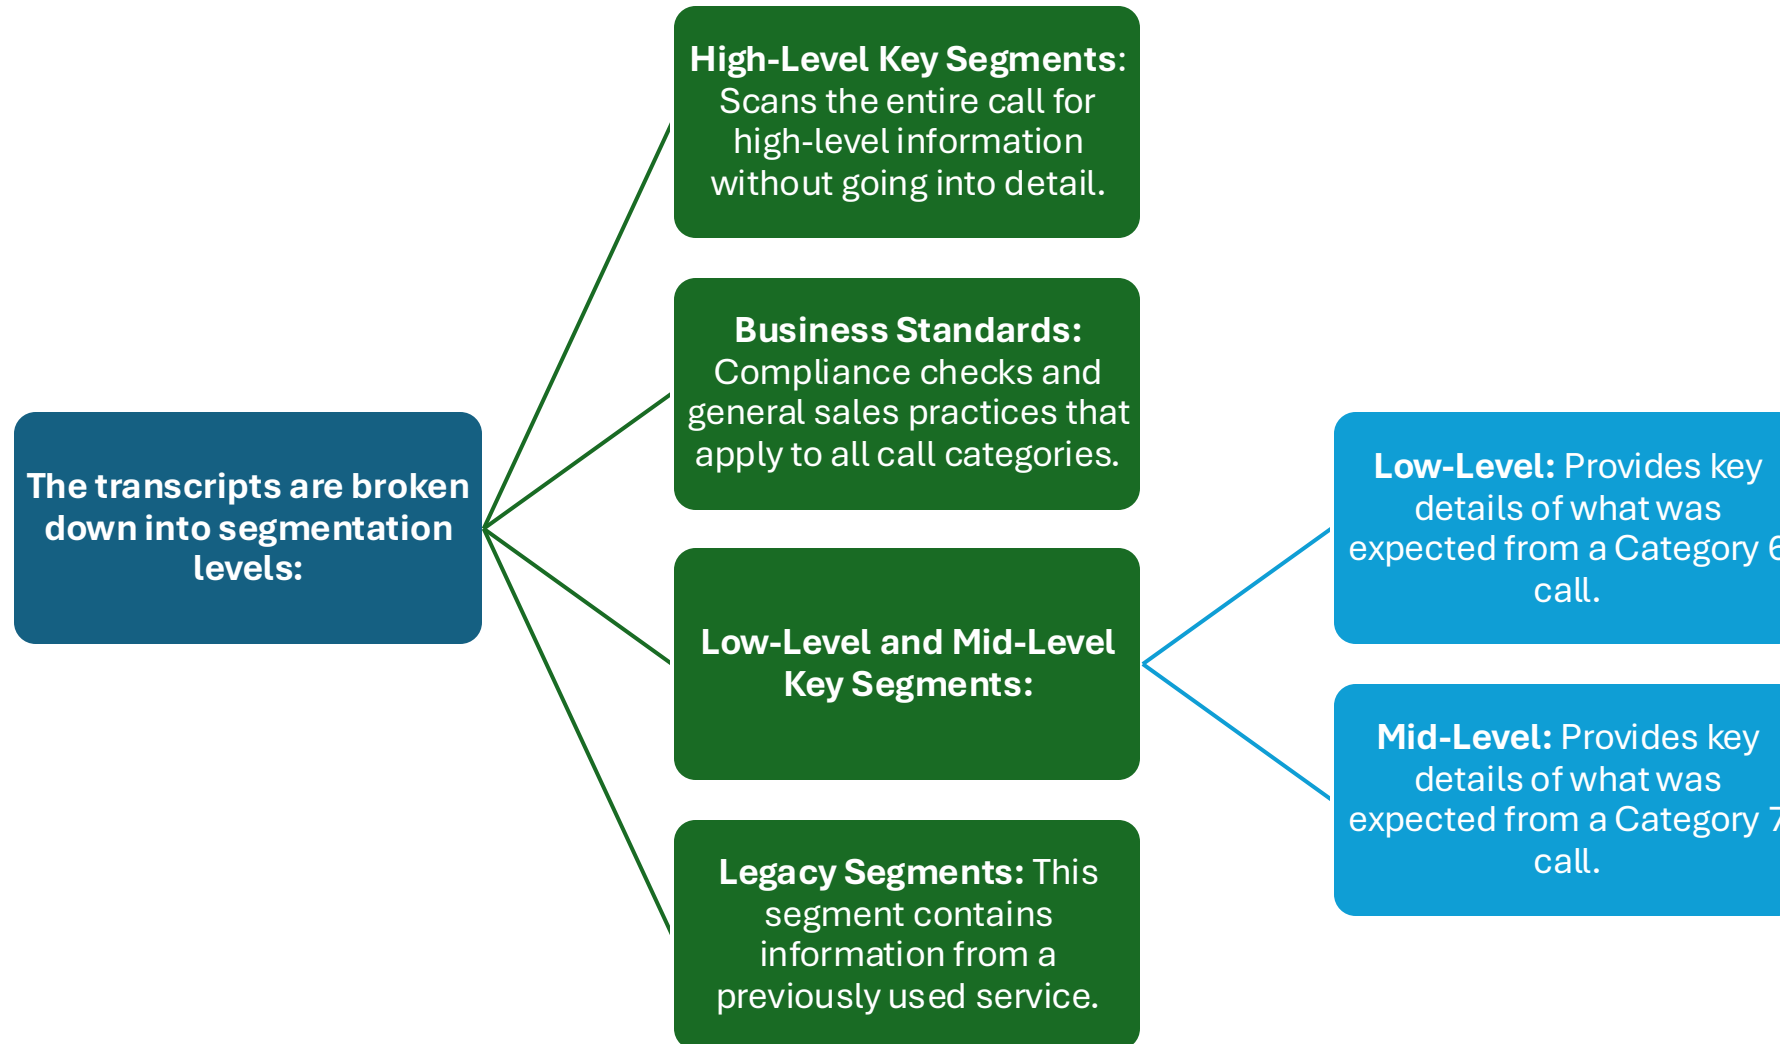 The transcripts are broken
down into segmentation
levels:
High-Level Key Segments:
Scans the entire call for
high-level information
without going into detail.
Business Standards:
Compliance checks and
general sales practices that
apply to all call categories.
Low-Level and Mid-Level
Key Segments:
Low-Level: Provides key
details of what was
expected from a Category 6
call.
Mid-Level: Provides key
details of what was
expected from a Category 7
call.
Legacy Segments: This
segment contains
information from a
previously used service.